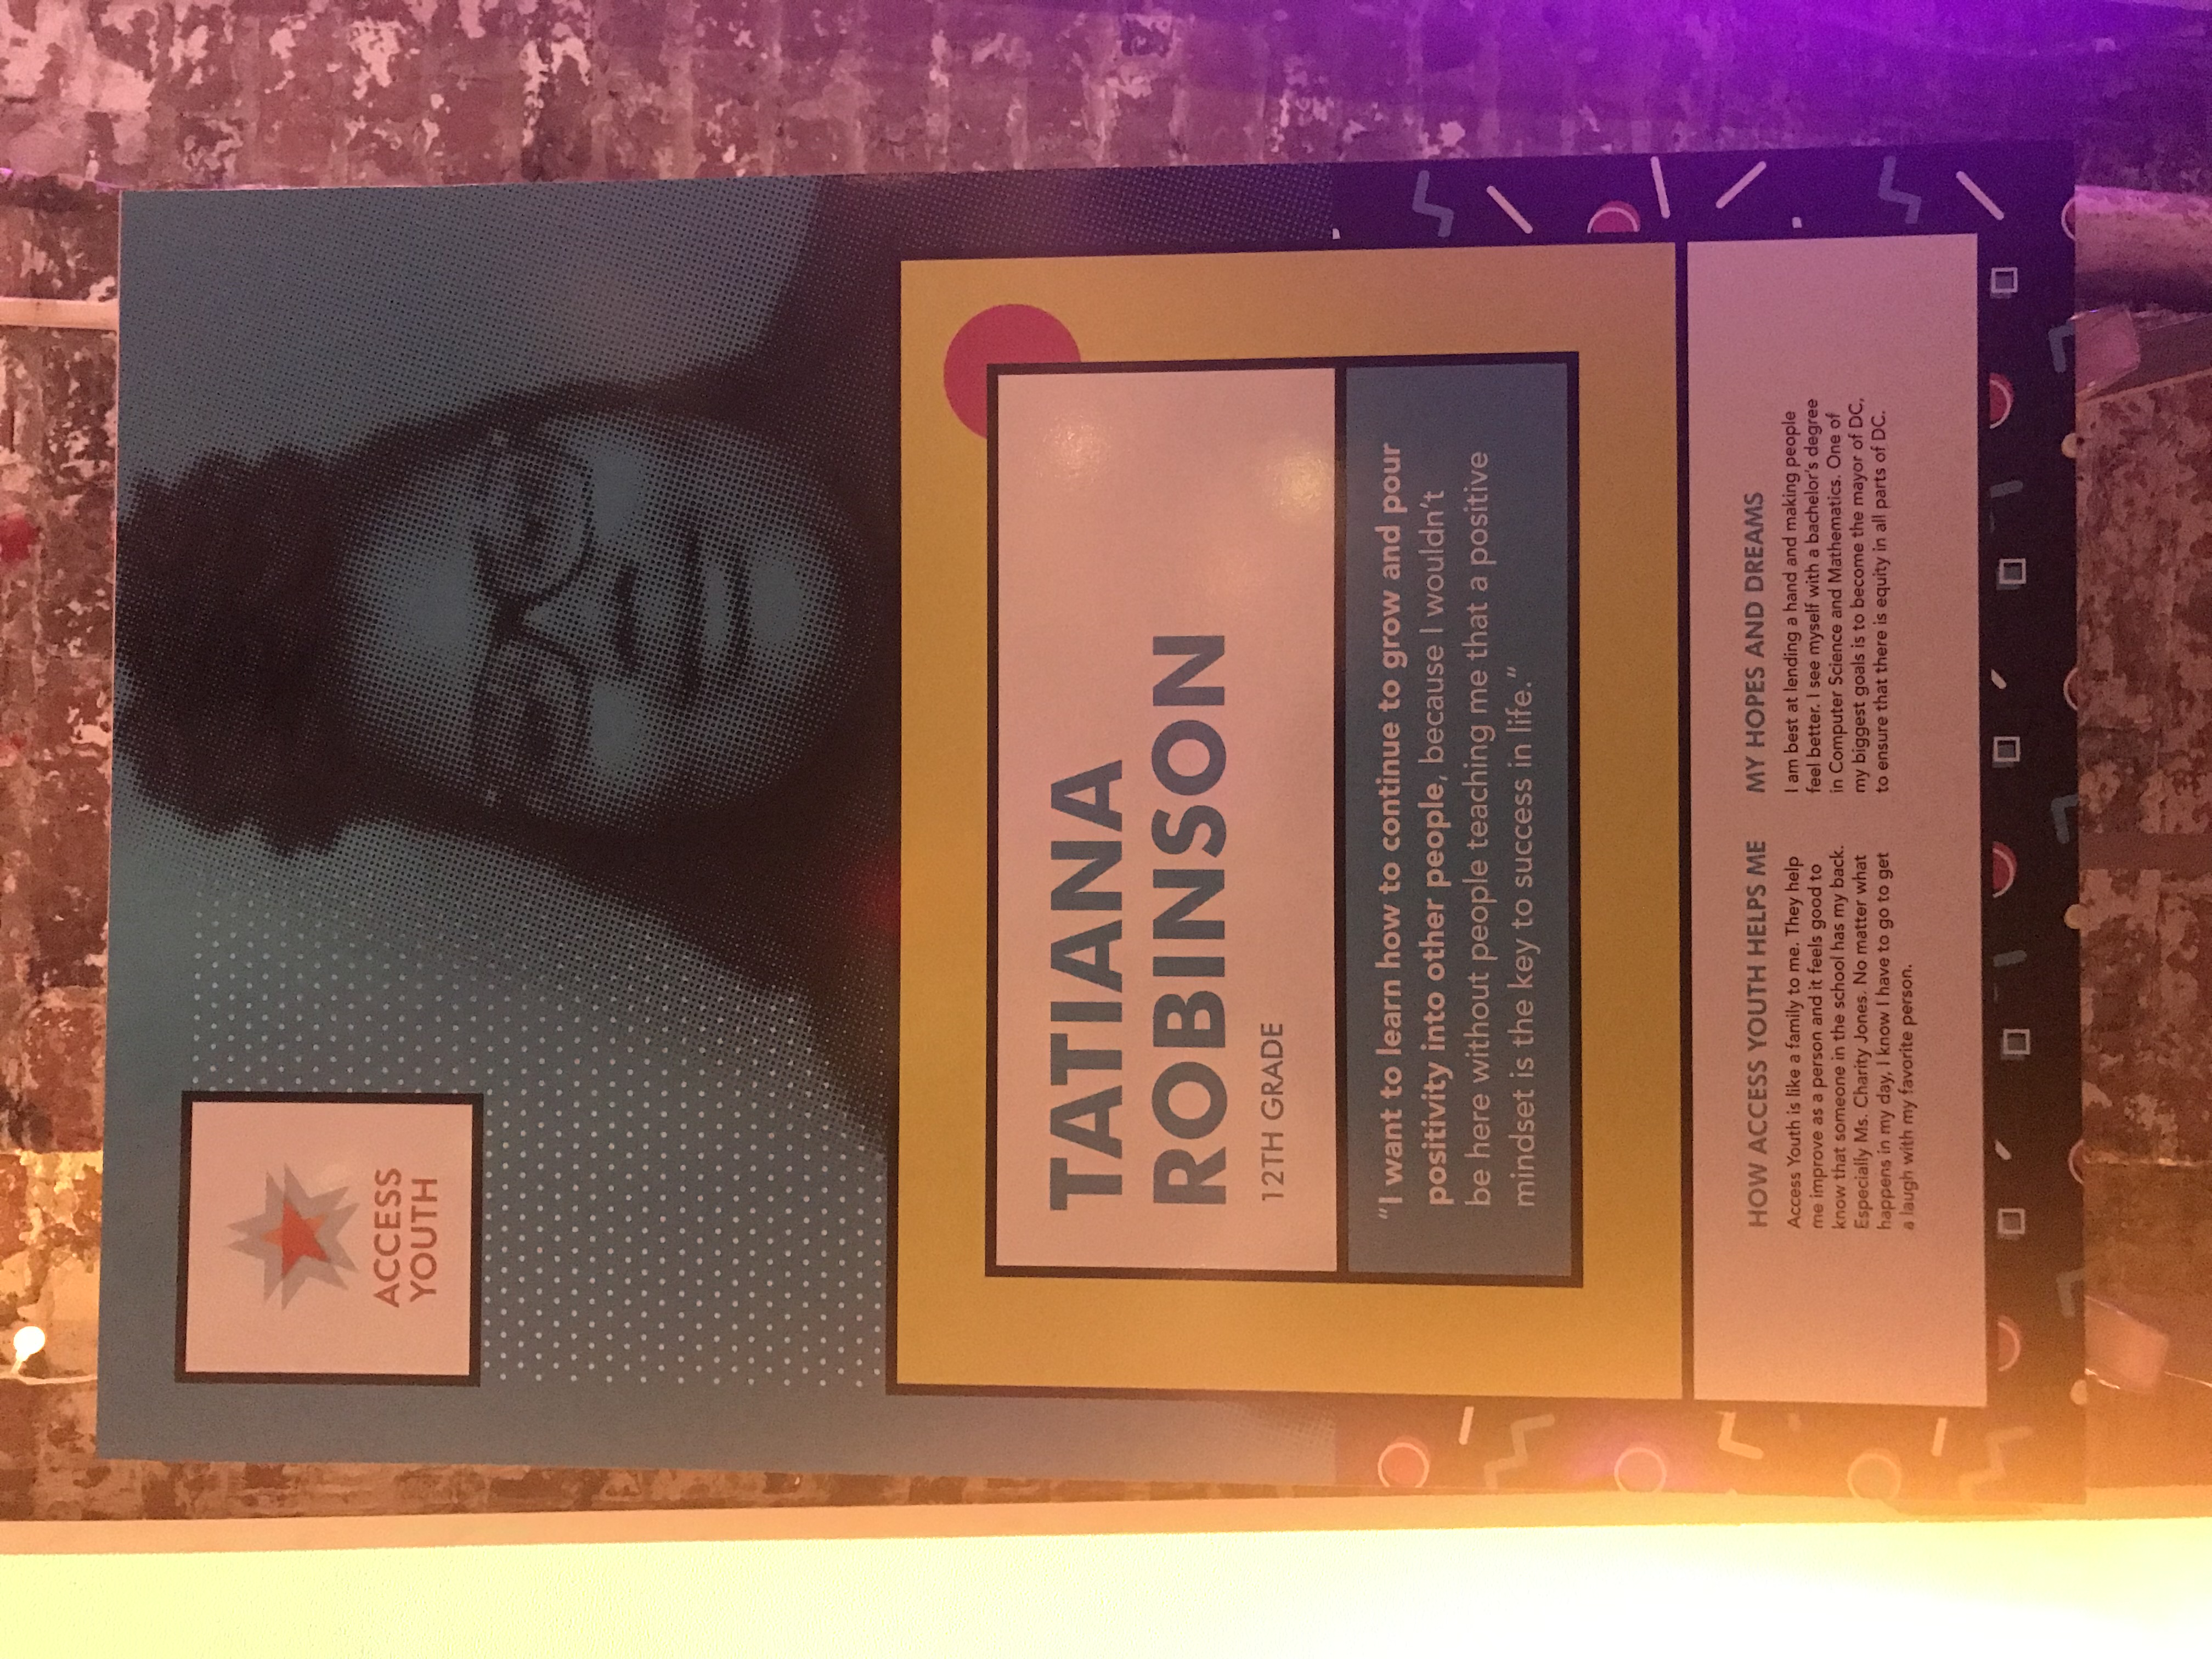 ACCESS
YOUTH
TATIANA
ROBINSON
12TH GRADE
“I want to learn how to continue to grow and pour
positivity into other people, because I wouldn’t
be here without people teaching me that a positive
mindset is the key to success in life.”
HOW ACCESS YOUTH HELPS ME
Access Youth is like a family to me. They help
me improve as a person and it feels good to
know that someone in the school has my back.
Especially Ms. Charity Jones. No matter what
happens in my day, I know I have to go to get
a laugh with my favorite person.
MY HOPES AND DREAMS
I am best at lending a hand and making people
feel better. I see myself with a bachelor’s degree
in Computer Science and Mathematics. One of
my biggest goals is to become the mayor of DC,
to ensure that there is equity in all parts of DC.